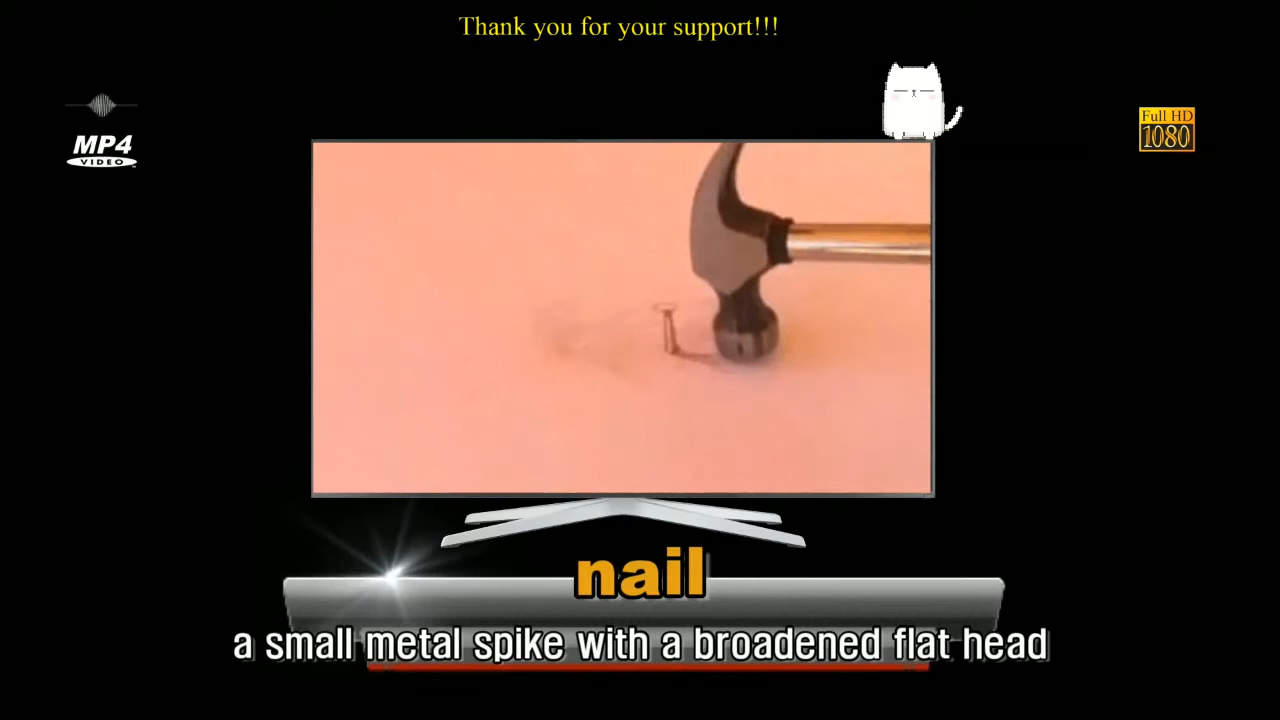 Thank you for your support!!!
Full HD
1080
MP4
VIDEO
nail
a small metal spike with a broadened flat head